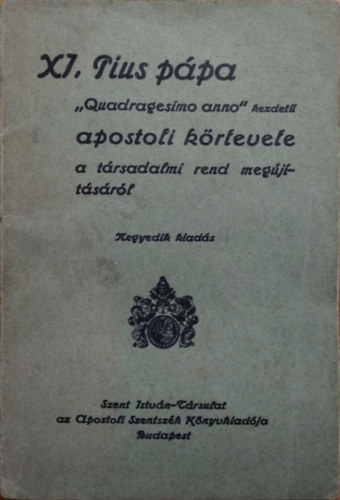 XI. Pius pápa
„Quadragesimo anno“ kezdetű
apostoli körlevele
a társadalmi rend megújí-
tásáról
Negyedik kiadás
Szent István-Társulat
az Apostoli Szentszék Könyvkiadója
Budapest